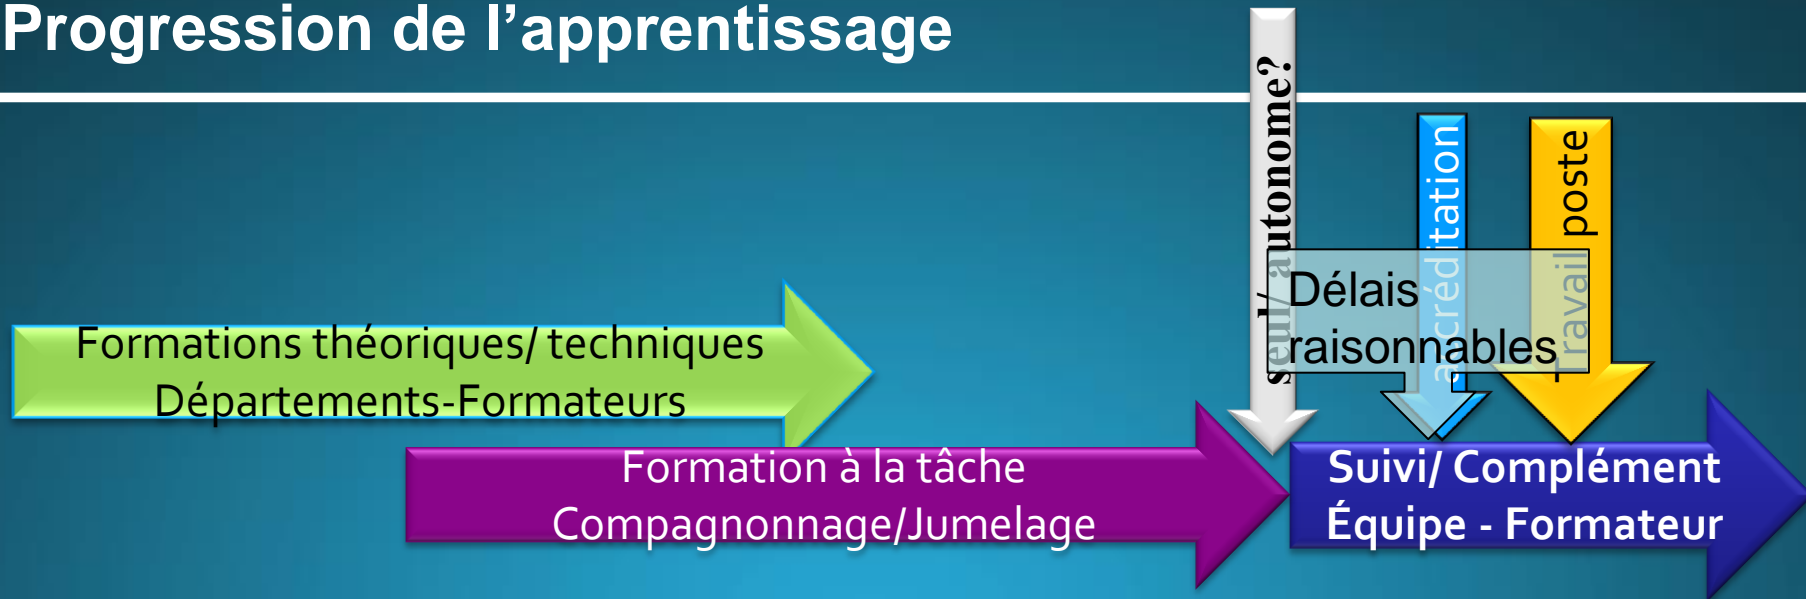 Progression de l’apprentissage
seul/ autonome?
accréditation
Travail poste
Délais
raisonnables
Formations théoriques/ techniques
Départements-Formateurs
Formation à la tâche
Compagnonnage/Jumelage
Suivi/ Complément
Équipe - Formateur